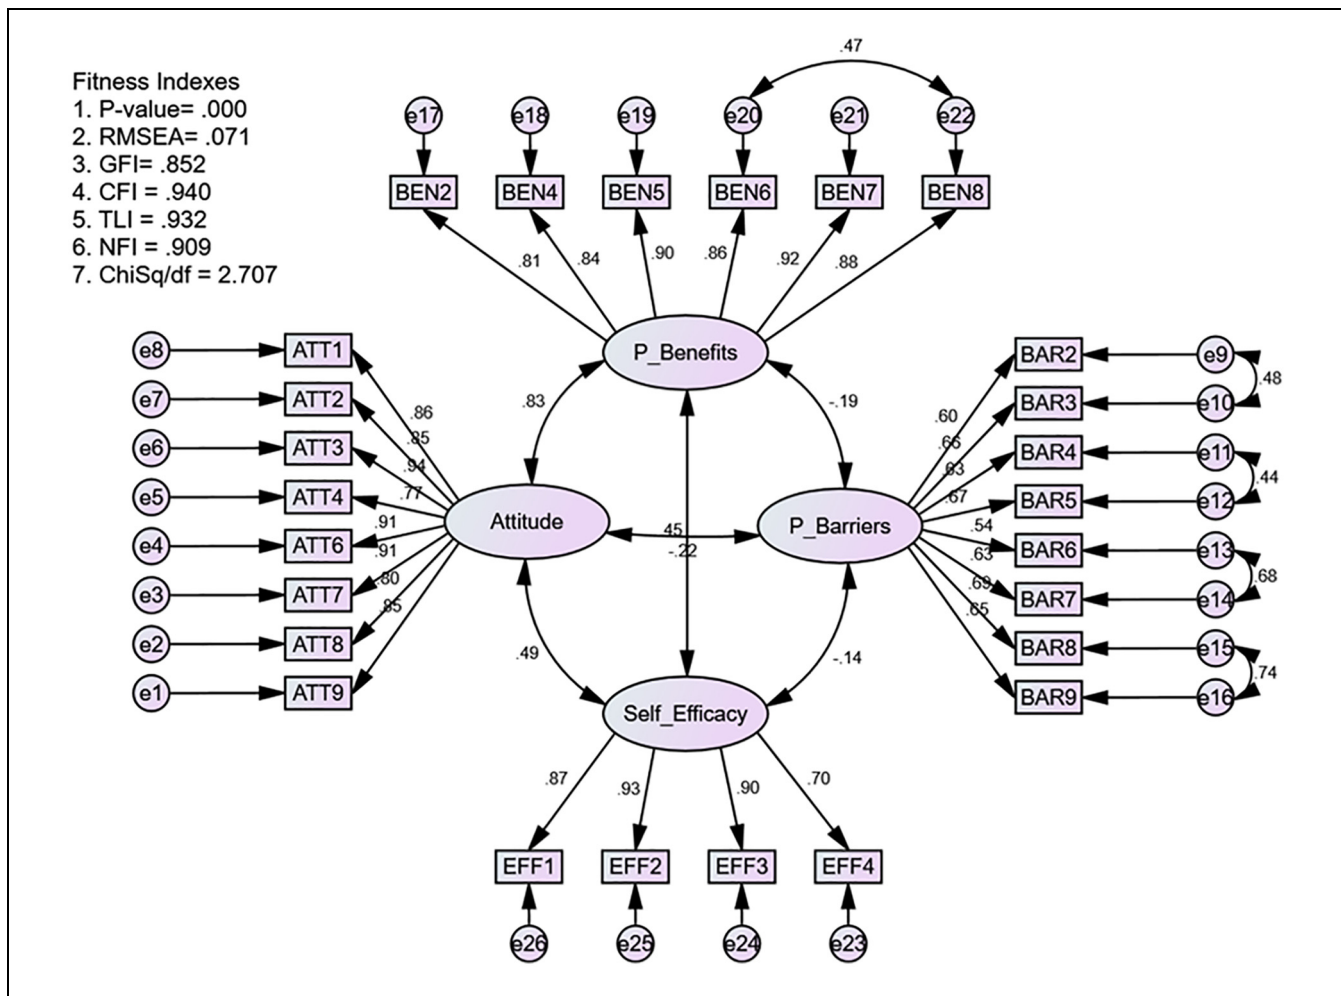 Fitness Indexes
1. P-value= .000
2. RMSEA= .071
3. GFI= .852
4. CFI = .940
5. TLI = .932
6. NFI = .909
7. ChiSq/df = 2.707
.47
e17 e18 e19 e20 e21 e22
BEN2 BEN4 BEN5 BEN6 BEN7 BEN8
.81 .84 .90 .86 .92 .88
P_Benefits
.83
-.19
e8 ATT1
e7 ATT2
e6 ATT3
e5 ATT4
e4 ATT6
e3 ATT7
e2 ATT8
e1 ATT9
.86
.85
.94
.77
.91
.91
.80
.85
Attitude
.45
-.22
P_Barriers
.60
.66
.63
.67
.54
.63
.69
.65
BAR2 e9
BAR3 e10
BAR4 e11
BAR5 e12
BAR6 e13
BAR7 e14
BAR8 e15
BAR9 e16
.48
.44
.68
.74
.49
-.14
Self_Efficacy
.87 .93 .90 .70
EFF1 EFF2 EFF3 EFF4
e26 e25 e24 e23